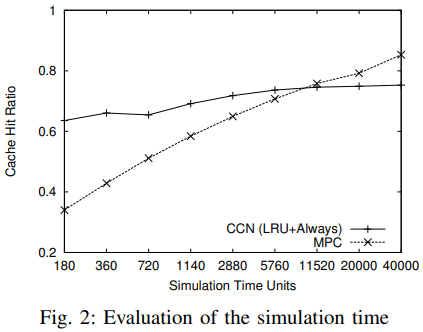 1
0.8
0.6
0.4
0.2
Cache Hit Ratio
CCN (LRU+Always)
MPC
180 360 720 1140 2880 5760 11520 20000 40000
Simulation Time Units
Fig. 2: Evaluation of the simulation time